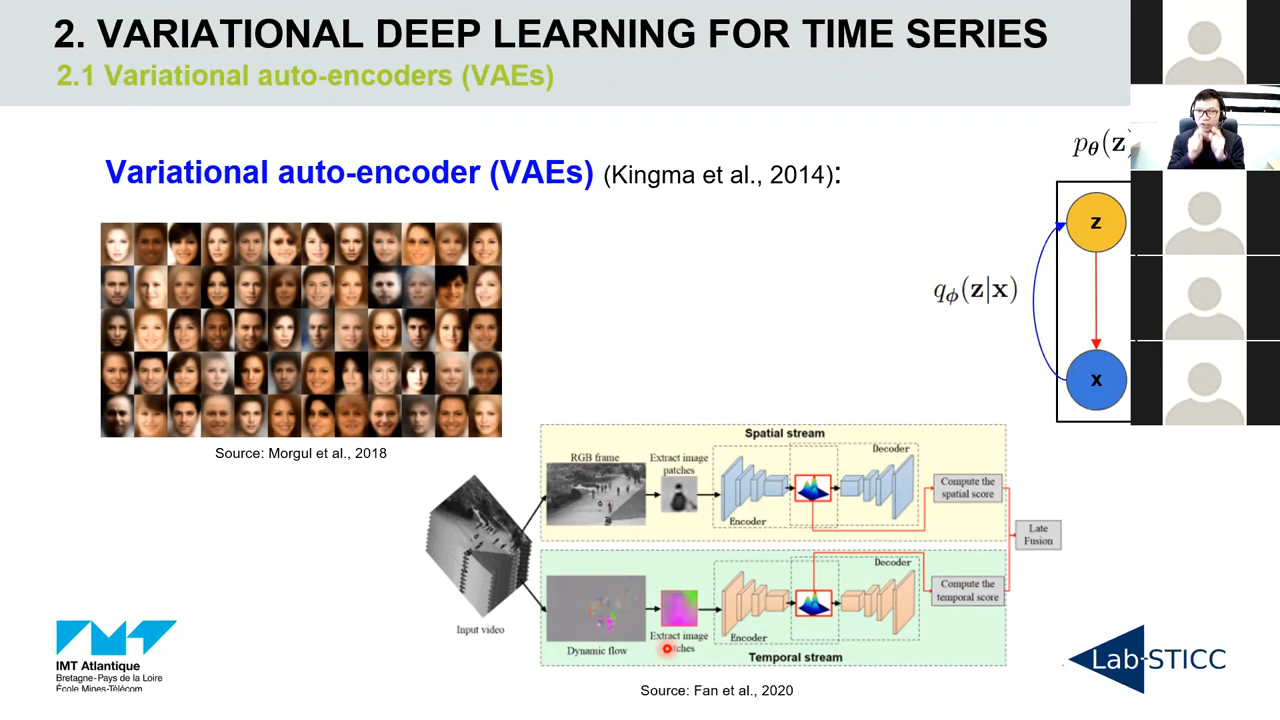 2. VARIATIONAL DEEP LEARNING FOR TIME SERIES
2.1 Variational auto-encoders (VAEs)
Variational auto-encoder (VAEs) (Kingma et al., 2014):
pθ(z)
z
qϕ(z|x)
x
Source: Morgul et al., 2018
Spatial stream
RGB frame
Extract image
patches
Decoder
Encoder
Compute the
spatial score
Late
Fusion
Input video
Dynamic flow
Extract image
Encoder
Decoder
Compute the
temporal score
Temporal stream
Source: Fan et al., 2020
IMT Atlantique
Bretagne-Pays de la Loire
École Mines-Télécom
Lab-STICC